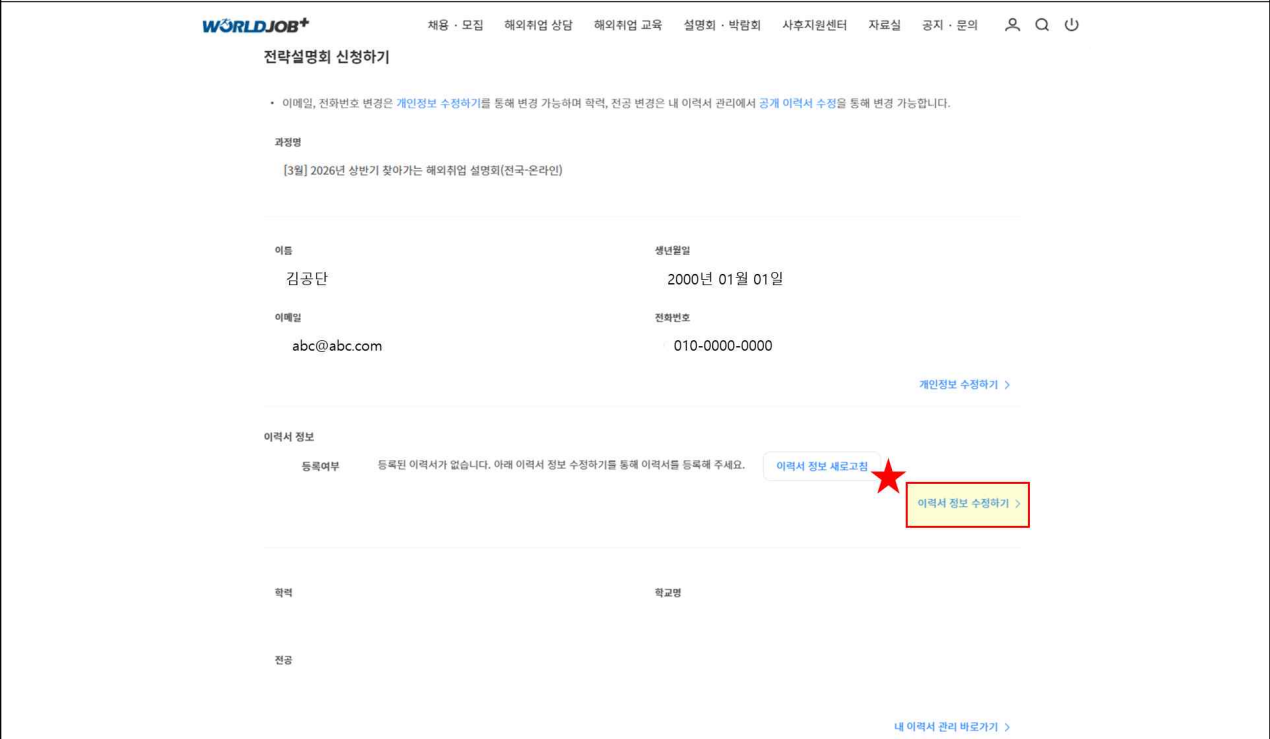 WORLDJOB+
채용 · 모집 해외취업 상담 해외취업 교육 설명회 · 박람회 사후지원센터 자료실 공지 · 문의
전략설명회 신청하기
• 이메일, 전화번호 변경은 개인정보 수정하기를 통해 변경 가능하며 학력, 전공 변경은 내 이력서 관리에서 공개 이력서 수정을 통해 변경 가능합니다.
과정명
[3월] 2026년 상반기 찾아가는 해외취업 설명회(전국-온라인)
이름 생년월일
김공단 2000년 01월 01일
이메일 전화번호
abc@abc.com 010-0000-0000
개인정보 수정하기 >
이력서 정보
등록여부 등록된 이력서가 없습니다. 아래 이력서 정보 수정하기를 통해 이력서를 등록해 주세요. 이력서 정보 새로고침
이력서 정보 수정하기 >
학력 학교명
전공
내 이력서 관리 바로가기 >